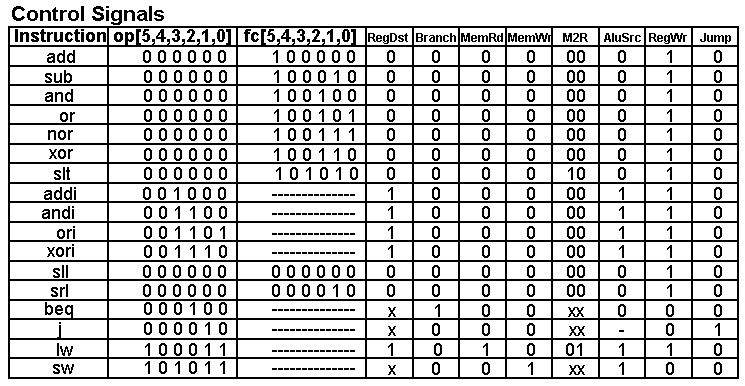 Control Signals
Instruction op[5,4,3,2,1,0] fc[5,4,3,2,1,0] RegDst Branch MemRd MemWr M2R AluSrc RegWr Jump
add 0 0 0 0 0 0 1 0 0 0 0 0 0 0 0 0 00 0 1 0
sub 0 0 0 0 0 0 1 0 0 0 1 0 0 0 0 0 00 0 1 0
and 0 0 0 0 0 0 1 0 0 1 0 0 0 0 0 0 00 0 1 0
or 0 0 0 0 0 0 1 0 0 1 0 1 0 0 0 0 00 0 1 0
nor 0 0 0 0 0 0 1 0 0 1 1 1 0 0 0 0 00 0 1 0
xor 0 0 0 0 0 0 1 0 0 1 1 0 0 0 0 0 00 0 1 0
slt 0 0 0 0 0 0 1 0 1 0 1 0 0 0 0 0 10 0 1 0
addi 0 0 1 0 0 0 -------------- 1 0 0 0 00 1 1 0
andi 0 0 1 1 0 0 -------------- 1 0 0 0 00 1 1 0
ori 0 0 1 1 0 1 -------------- 1 0 0 0 00 1 1 0
xori 0 0 1 1 1 0 -------------- 1 0 0 0 00 1 1 0
sll 0 0 0 0 0 0 0 0 0 0 0 0 0 0 0 0 00 0 1 0
srl 0 0 0 0 0 0 0 0 0 0 1 0 0 0 0 0 00 0 1 0
beq 0 0 0 1 0 0 -------------- x 1 0 0 xx 0 0 0
j 0 0 0 0 1 0 -------------- x 0 0 0 xx - 0 1
lw 1 0 0 0 1 1 -------------- 1 0 1 0 01 1 1 0
sw 1 0 1 0 1 1 -------------- x 0 0 1 xx 1 0 0